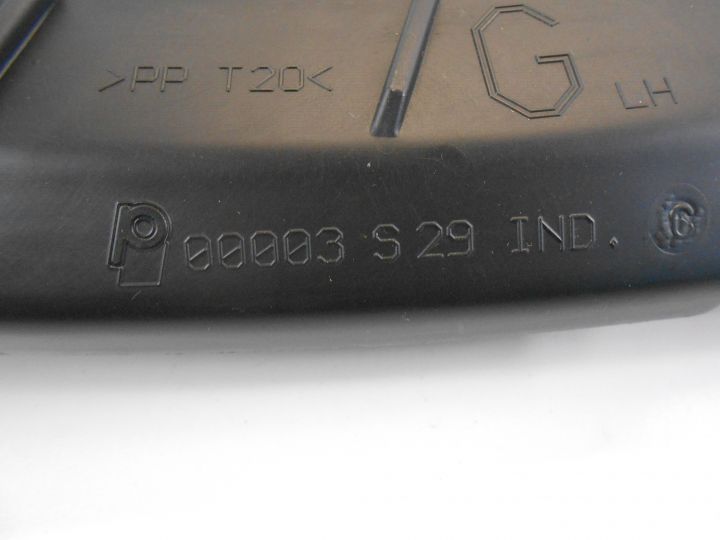 >PP T20<
G LH
P 00003 S 29 IND.